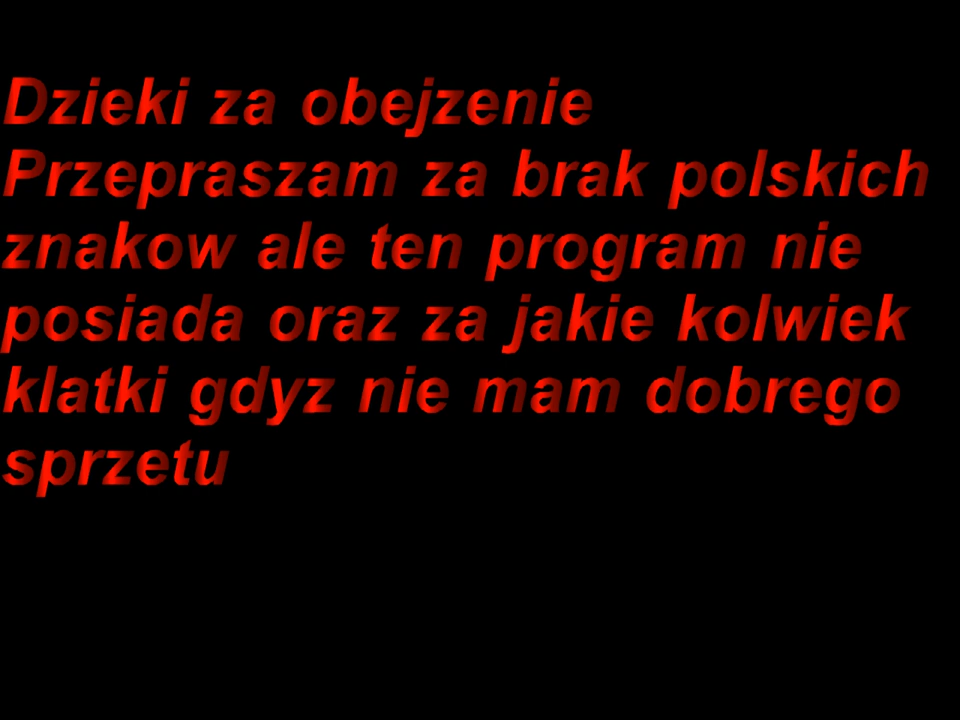 Dzieki za obejzenie
Przepraszam za brak polskich
znakow ale ten program nie
posiada oraz za jakie kolwiek
klatki gdyz nie mam dobrego
sprzetu